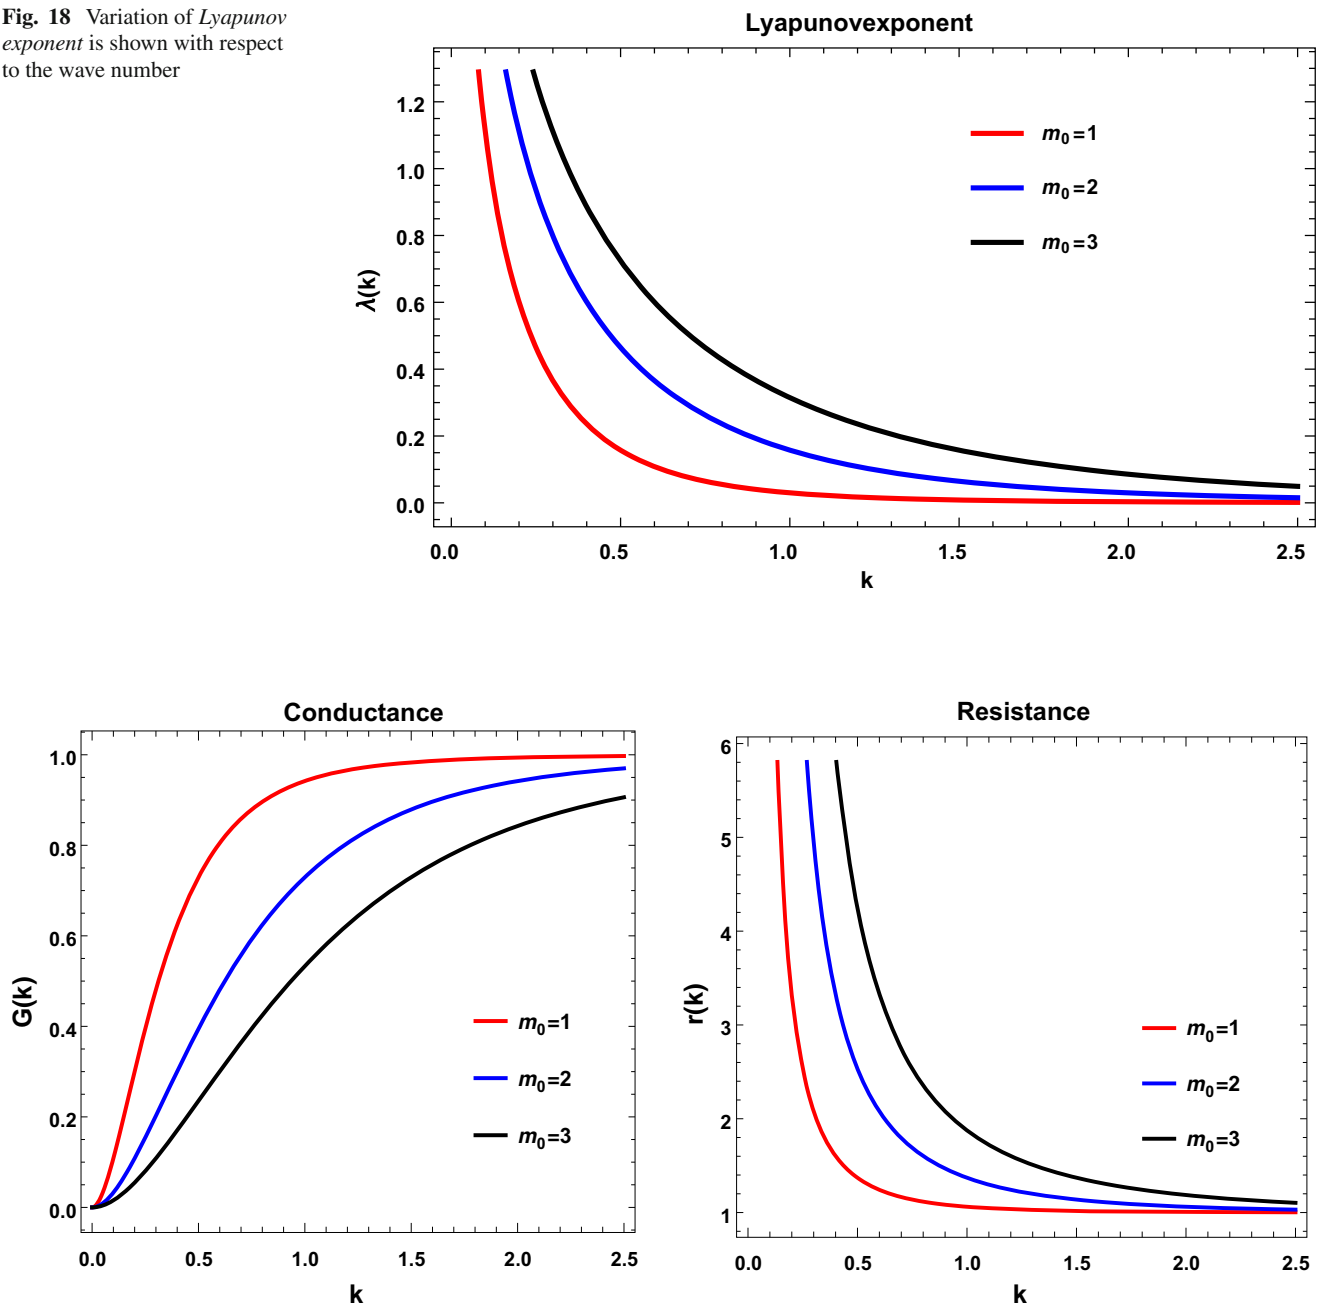 Fig. 18 Variation of Lyapunov
exponent is shown with respect
to the wave number
Lyapunovexponent
1.2
1.0
0.8
0.6
0.4
0.2
0.0
λ(k)
m0=1
m0=2
m0=3
0.0 0.5 1.0 1.5 2.0 2.5
k
Conductance
1.0
0.8
0.6
0.4
0.2
0.0
G(k)
m0=1
m0=2
m0=3
0.0 0.5 1.0 1.5 2.0 2.5
k
Resistance
6
5
4
3
2
1
r(k)
m0=1
m0=2
m0=3
0.0 0.5 1.0 1.5 2.0 2.5
k